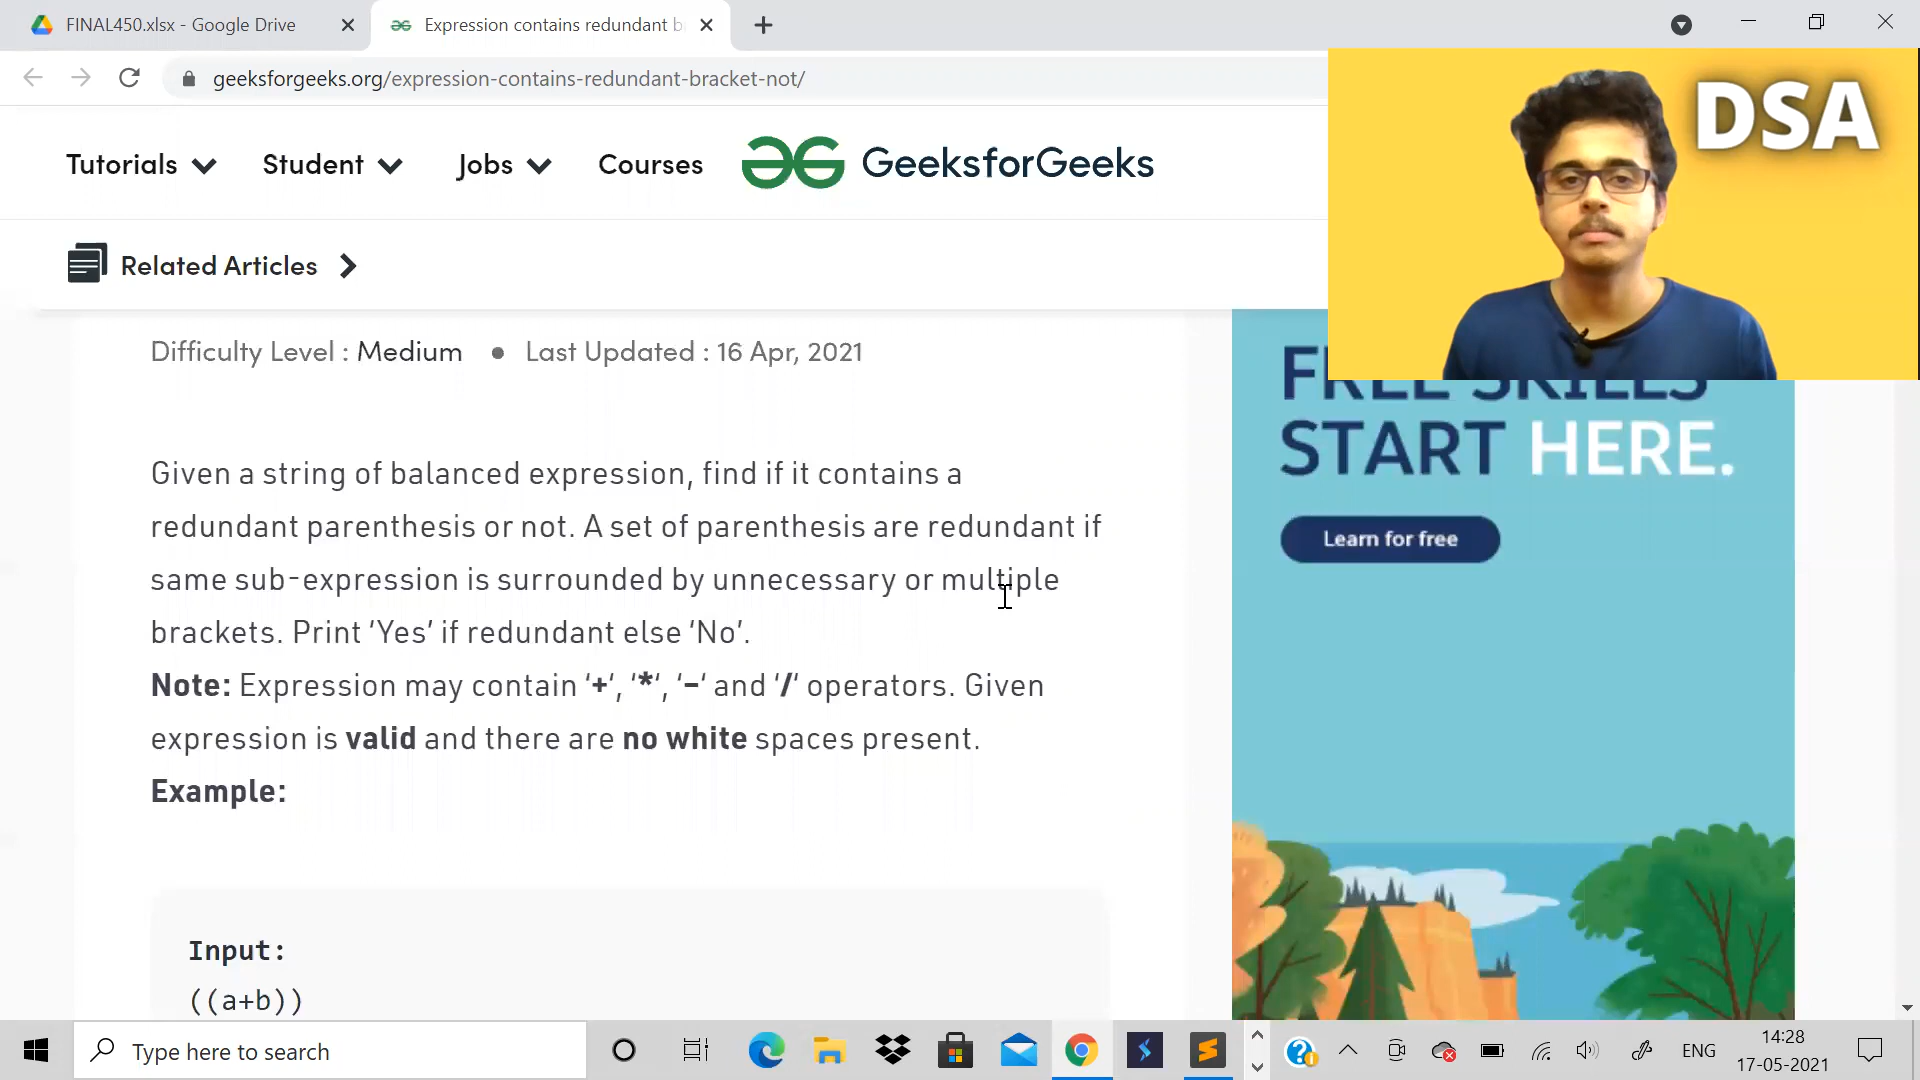 FINAL450.xlsx - Google Drive
Expression contains redundant b
geeksforgeeks.org/expression-contains-redundant-bracket-not/
DSA
Tutorials
Student
Jobs
Courses
GeeksforGeeks
Related Articles
Difficulty Level : Medium • Last Updated : 16 Apr, 2021
FREE SKILLS
START HERE.
Learn for free
Given a string of balanced expression, find if it contains a
redundant parenthesis or not. A set of parenthesis are redundant if
same sub-expression is surrounded by unnecessary or multiple
brackets. Print ‘Yes’ if redundant else ‘No’.
Note: Expression may contain ‘+‘, ‘*‘, ‘–‘ and ‘/‘ operators. Given
expression is valid and there are no white spaces present.
Example:
Input:
((a+b))
Type here to search
ENG
14:28
17-05-2021